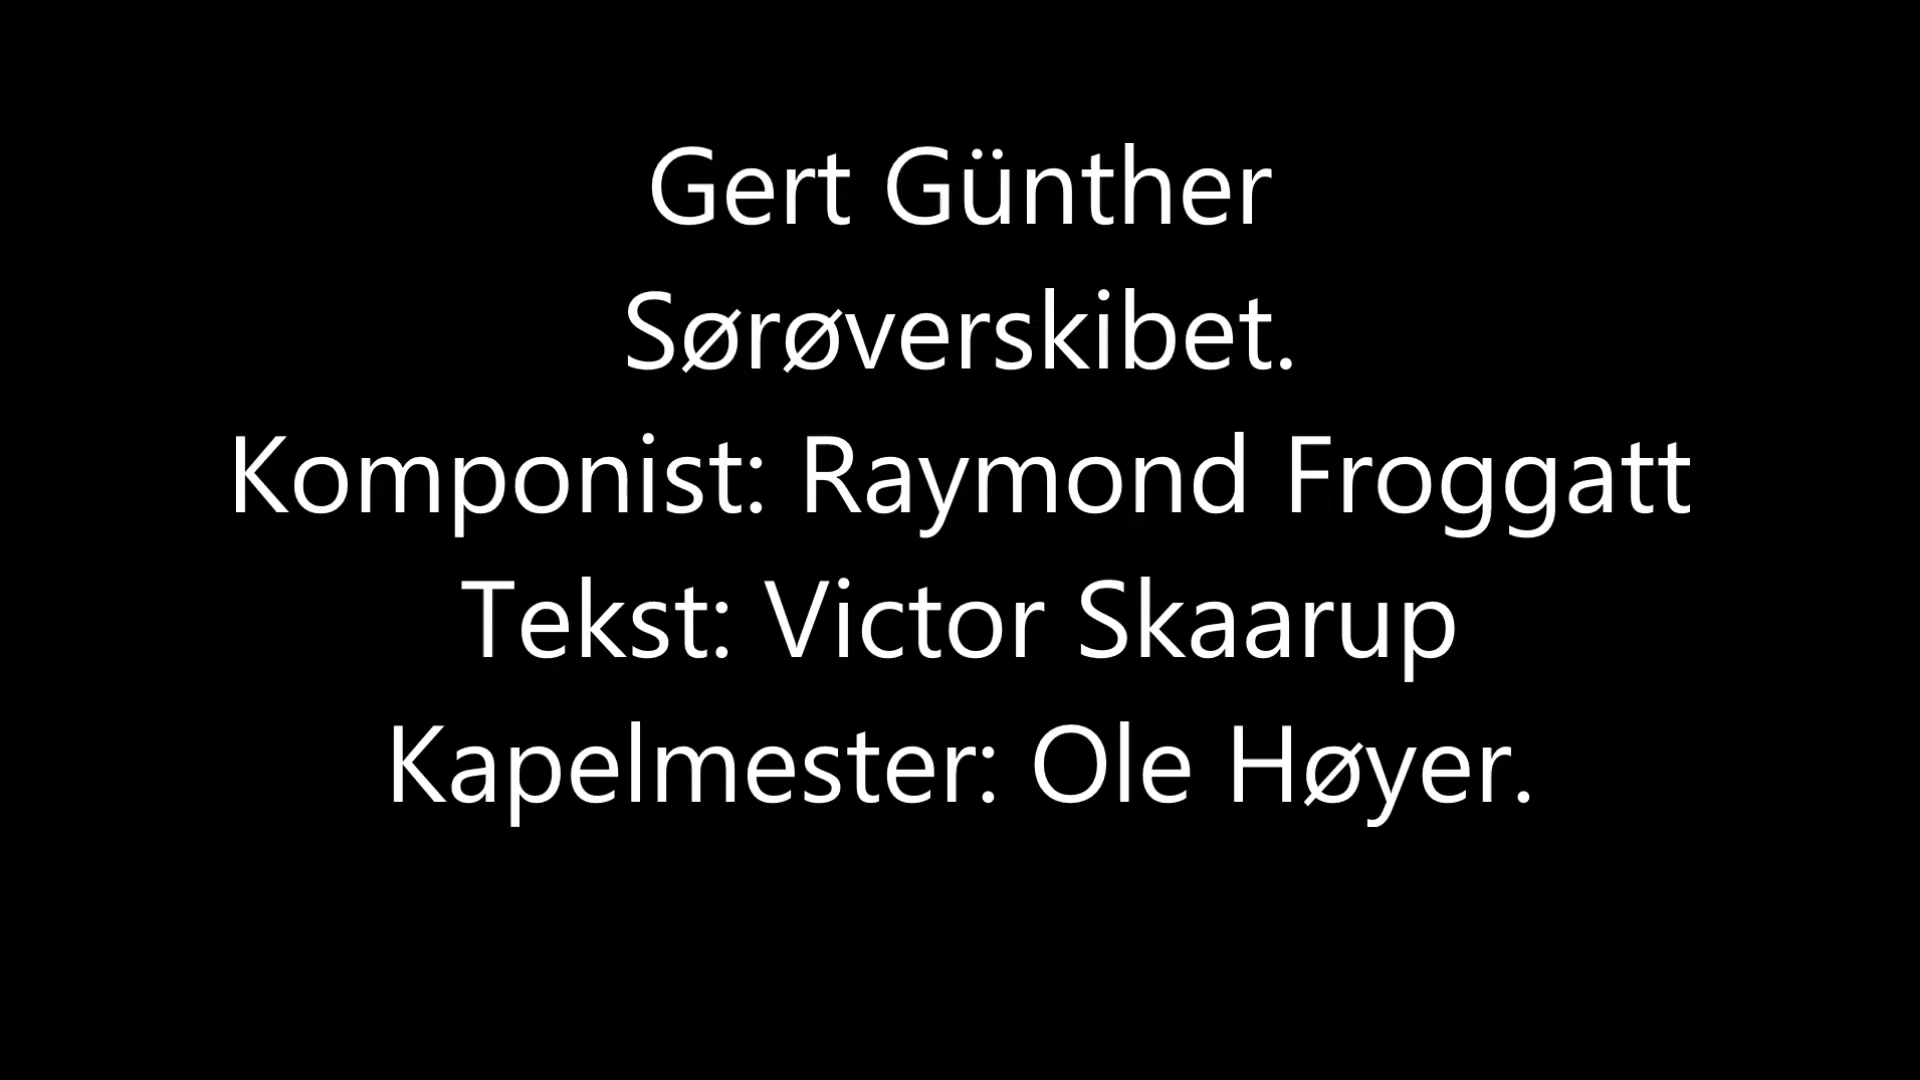 Gert Günther
Sørøverskibet.
Komponist: Raymond Froggatt
Tekst: Victor Skaarup
Kapelmester: Ole Høyer.